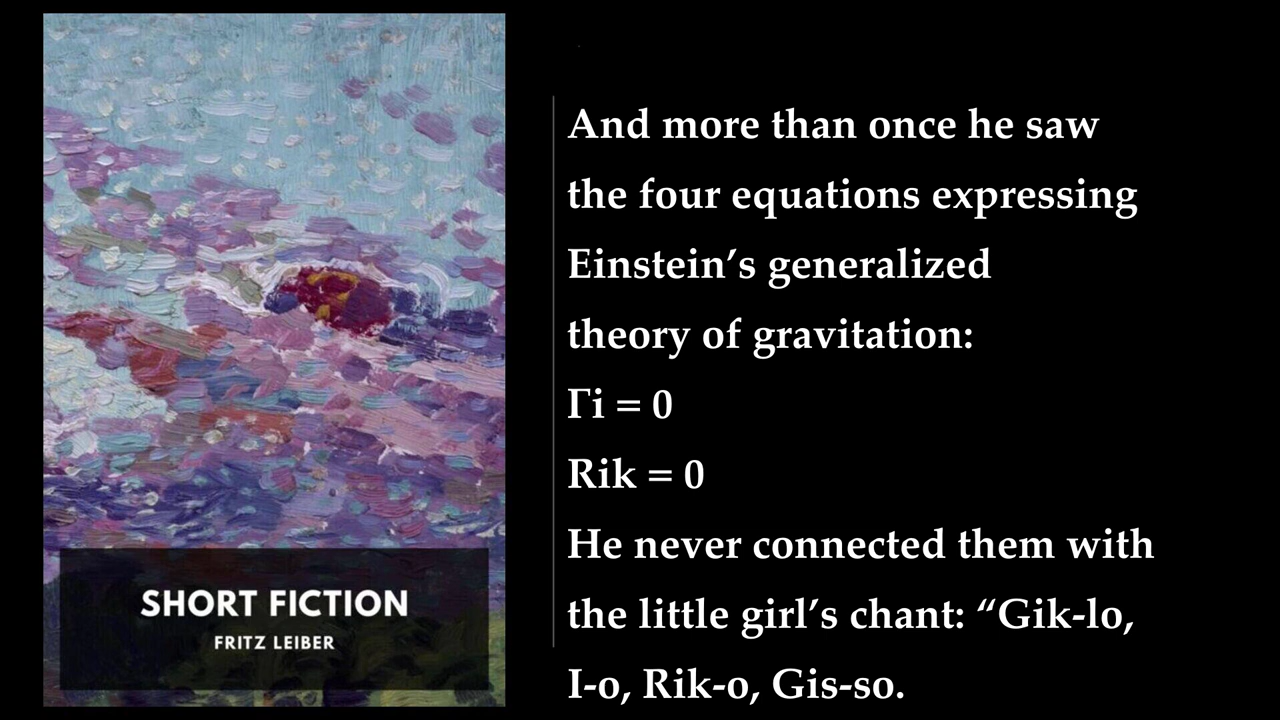 SHORT FICTION
FRITZ LEIBER
And more than once he saw
the four equations expressing
Einstein’s generalized
theory of gravitation:
Γi = 0
Rik = 0
He never connected them with
the little girl’s chant: “Gik-lo,
I-o, Rik-o, Gis-so.